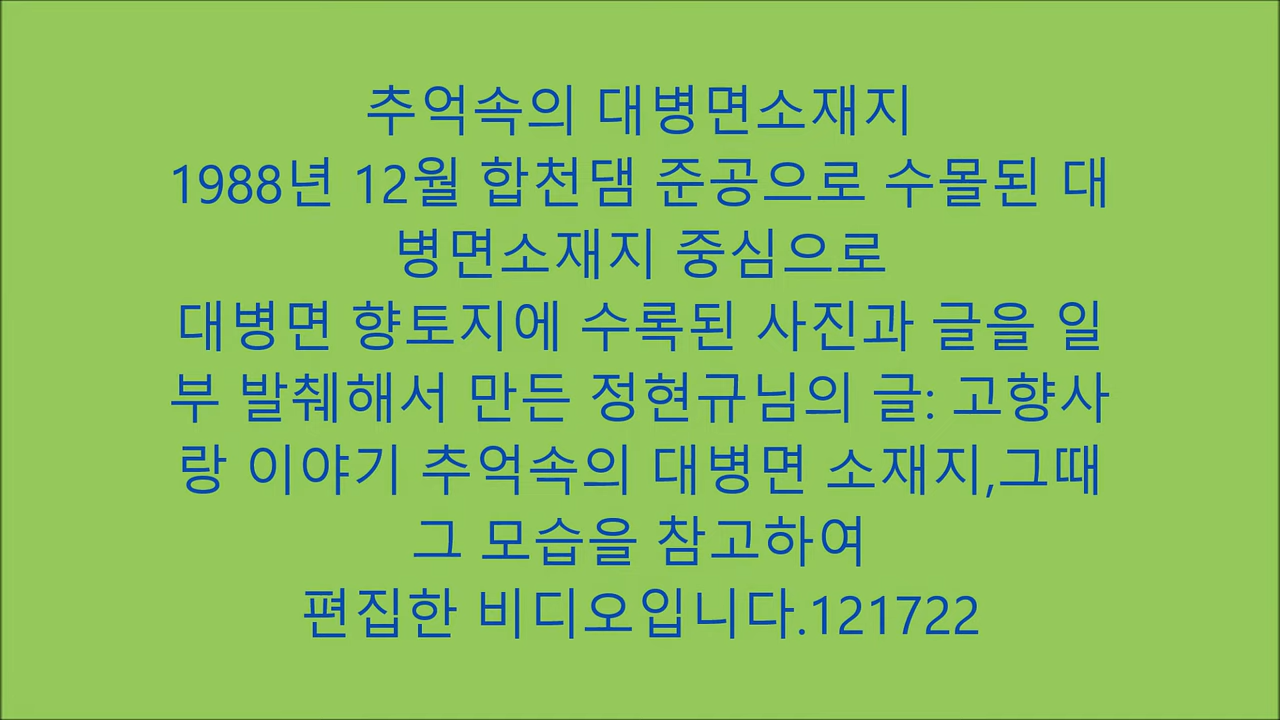 추억속의 대병면소재지
1988년 12월 합천댐 준공으로 수몰된 대
병면소재지 중심으로
대병면 향토지에 수록된 사진과 글을 일
부 발췌해서 만든 정현규님의 글: 고향사
랑 이야기 추억속의 대병면 소재지,그때
그 모습을 참고하여
편집한 비디오입니다.121722